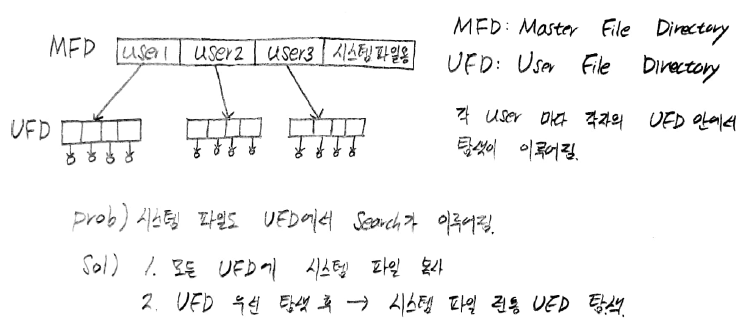 MFD user1 user2 user3 시스템파일용
MFD: Master File Directory
UFD: User File Directory
UFD
각 user 마다 각자의 UFD 안에서
탐색이 이루어짐.
prob) 시스템 파일도 UFD에서 Search가 이루어짐.
Sol) 1. 모든 UFD에 시스템 파일 복사
2. UFD 우선 탐색 후 → 시스템 파일 전용 UFD 탐색.